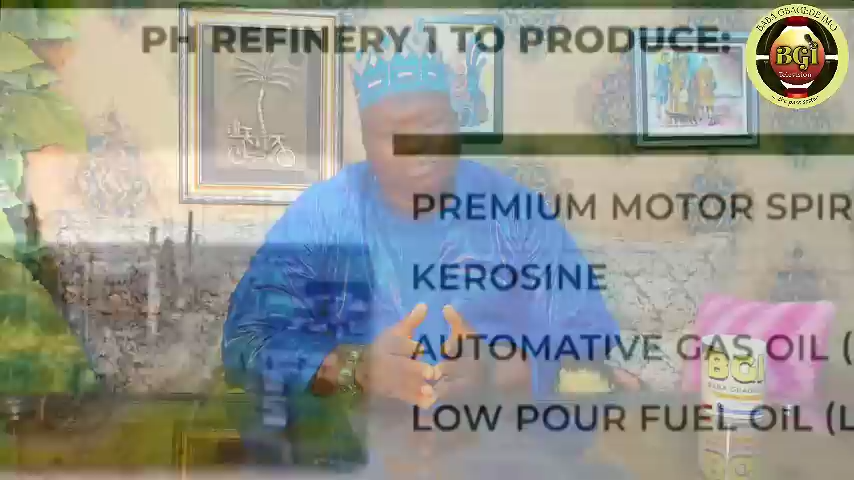 PH REFINERY 1 TO PRODUCE:
BABA GBAGEDE IMO
BGI
Television
PREMIUM MOTOR SPIR
KEROSINE
AUTOMATIVE GAS OIL (
LOW POUR FUEL OIL (L
BGI